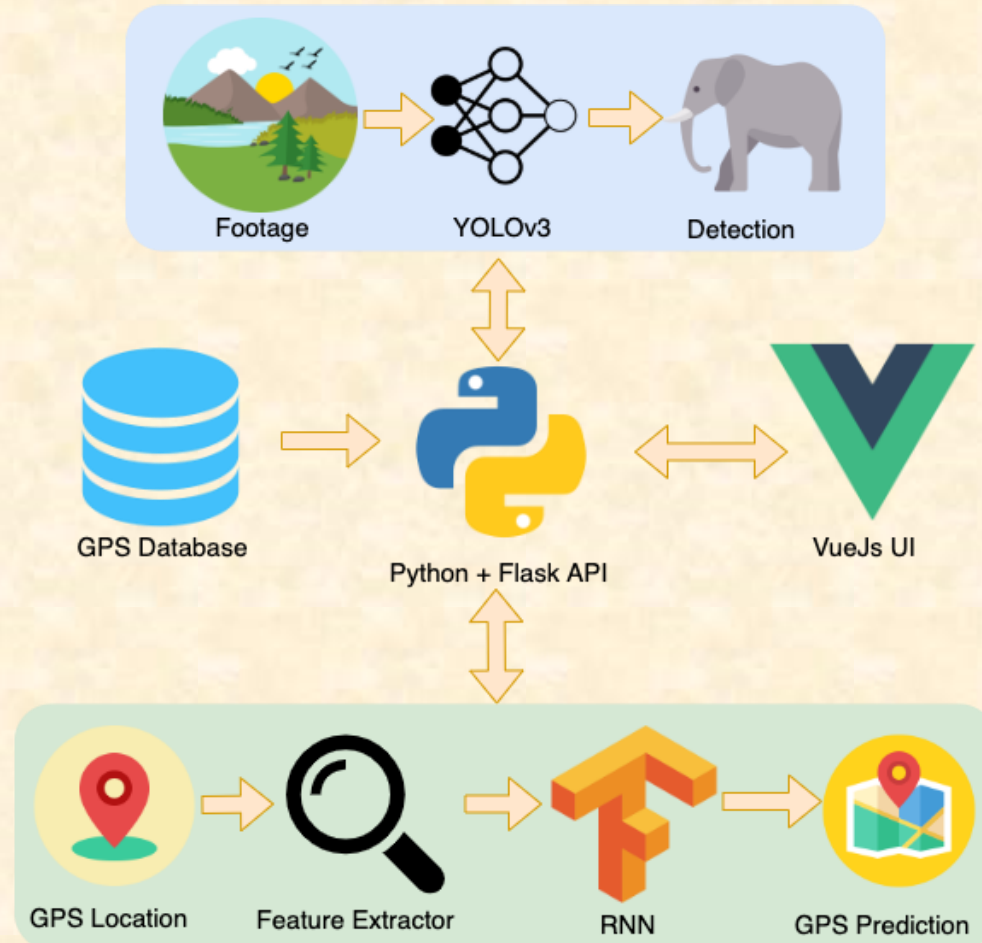 Footage
YOLOv3
Detection
GPS Database
Python + Flask API
VueJs UI
GPS Location
Feature Extractor
RNN
GPS Prediction